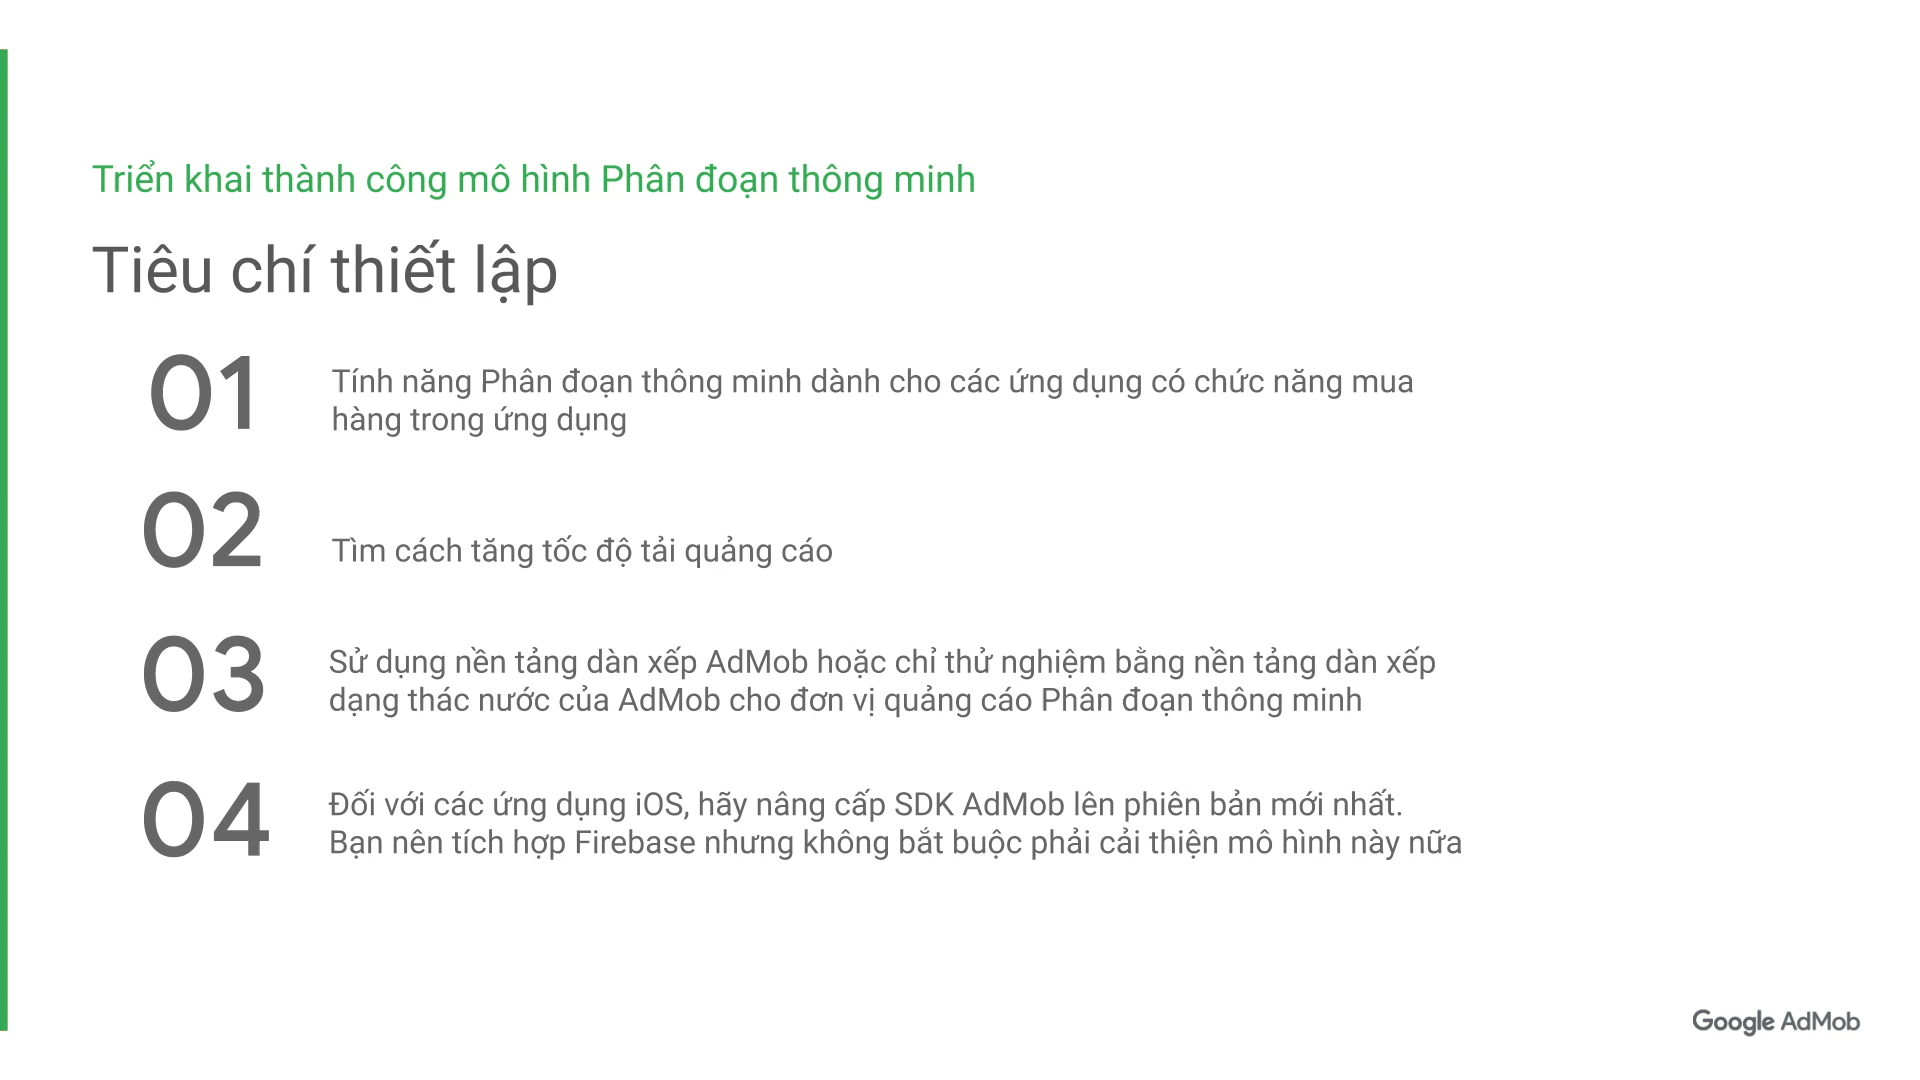 Triển khai thành công mô hình Phân đoạn thông minh
Tiêu chí thiết lập
01
Tính năng Phân đoạn thông minh dành cho các ứng dụng có chức năng mua
hàng trong ứng dụng
02
Tìm cách tăng tốc độ tải quảng cáo
03
Sử dụng nền tảng dàn xếp AdMob hoặc chỉ thử nghiệm bằng nền tảng dàn xếp
dạng thác nước của AdMob cho đơn vị quảng cáo Phân đoạn thông minh
04
Đối với các ứng dụng iOS, hãy nâng cấp SDK AdMob lên phiên bản mới nhất.
Bạn nên tích hợp Firebase nhưng không bắt buộc phải cải thiện mô hình này nữa
Google AdMob